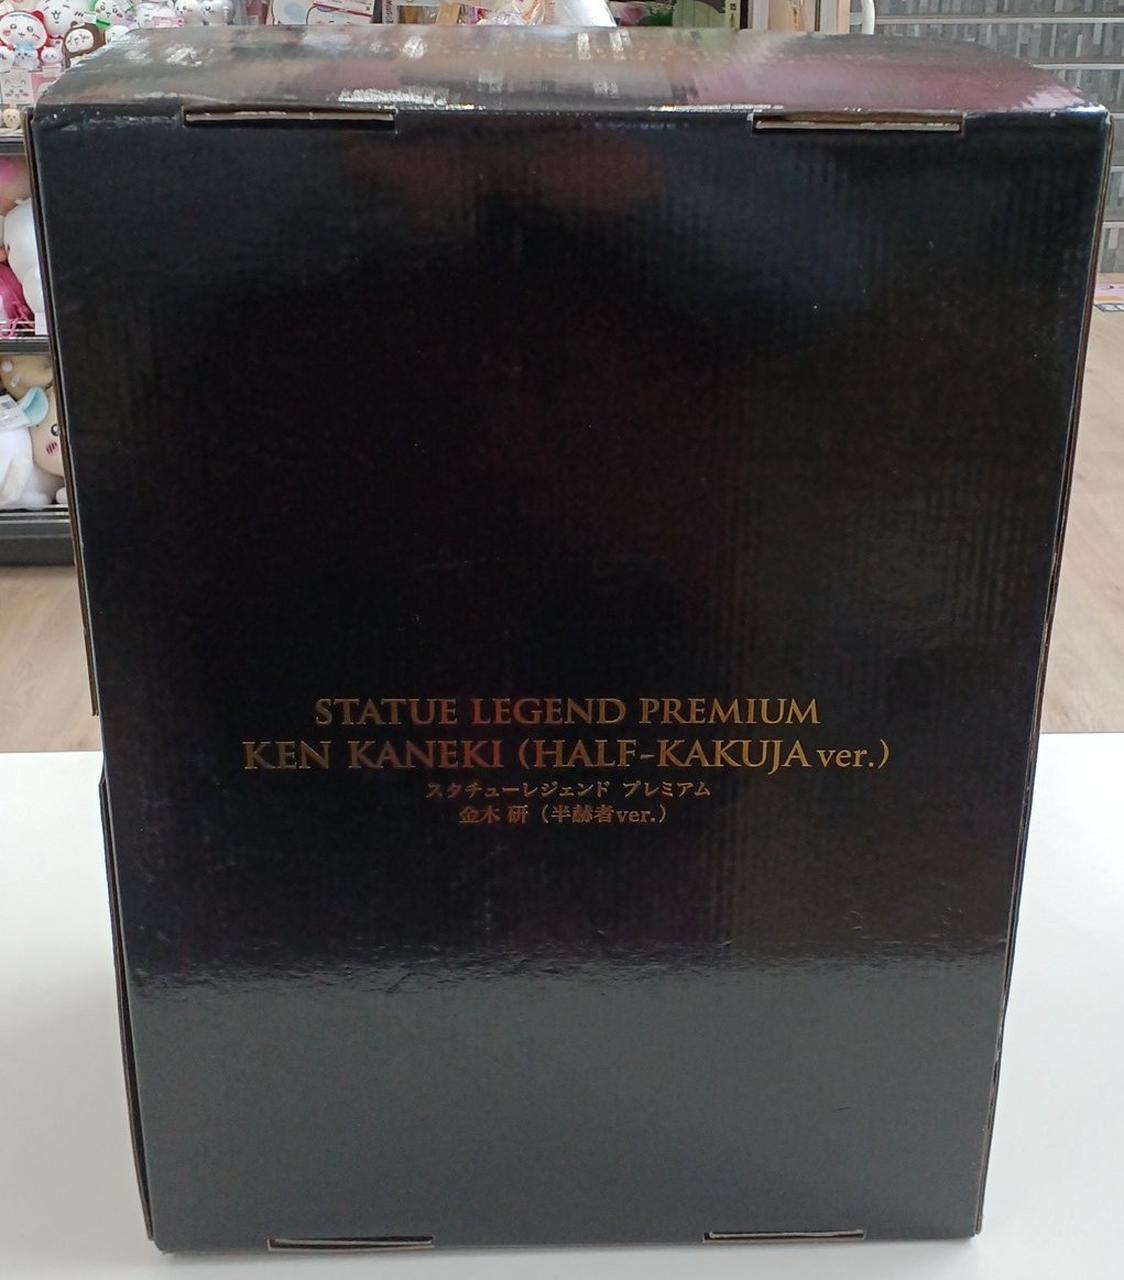 STATUE LEGEND PREMIUM
KEN KANEKI (HALF-KAKUJA ver.)
スタチューレジェンド プレミアム
金木 研（半赫者ver.）